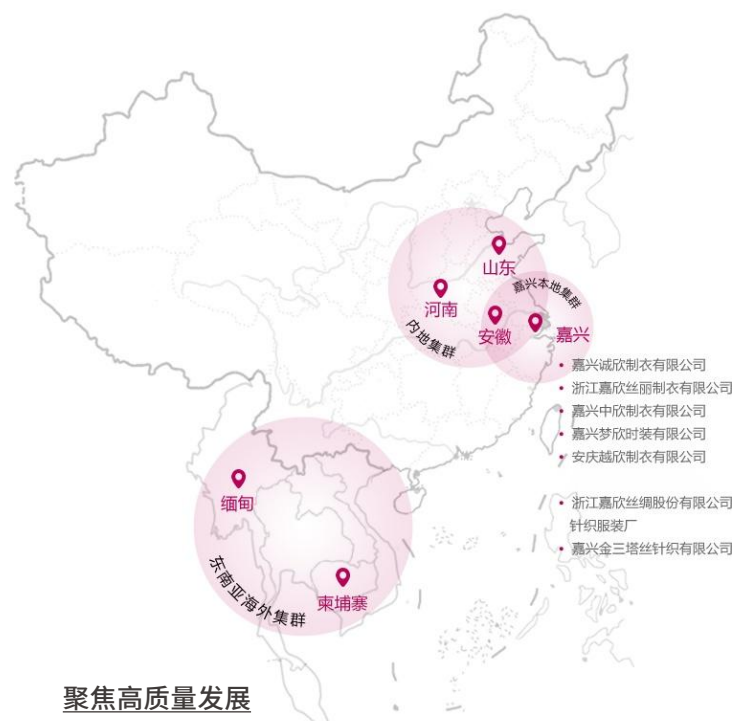 山东
嘉兴本地集群
河南
安徽
嘉兴
内地集群
嘉兴诚欣制衣有限公司
浙江嘉欣丝丽制衣有限公司
嘉兴中欣制衣有限公司
嘉兴梦欣时装有限公司
安庆越欣制衣有限公司
缅甸
浙江嘉欣丝绸股份有限公司
针织服装厂
嘉兴金三塔丝针织有限公司
东南亚海外集群
柬埔寨
聚焦高质量发展